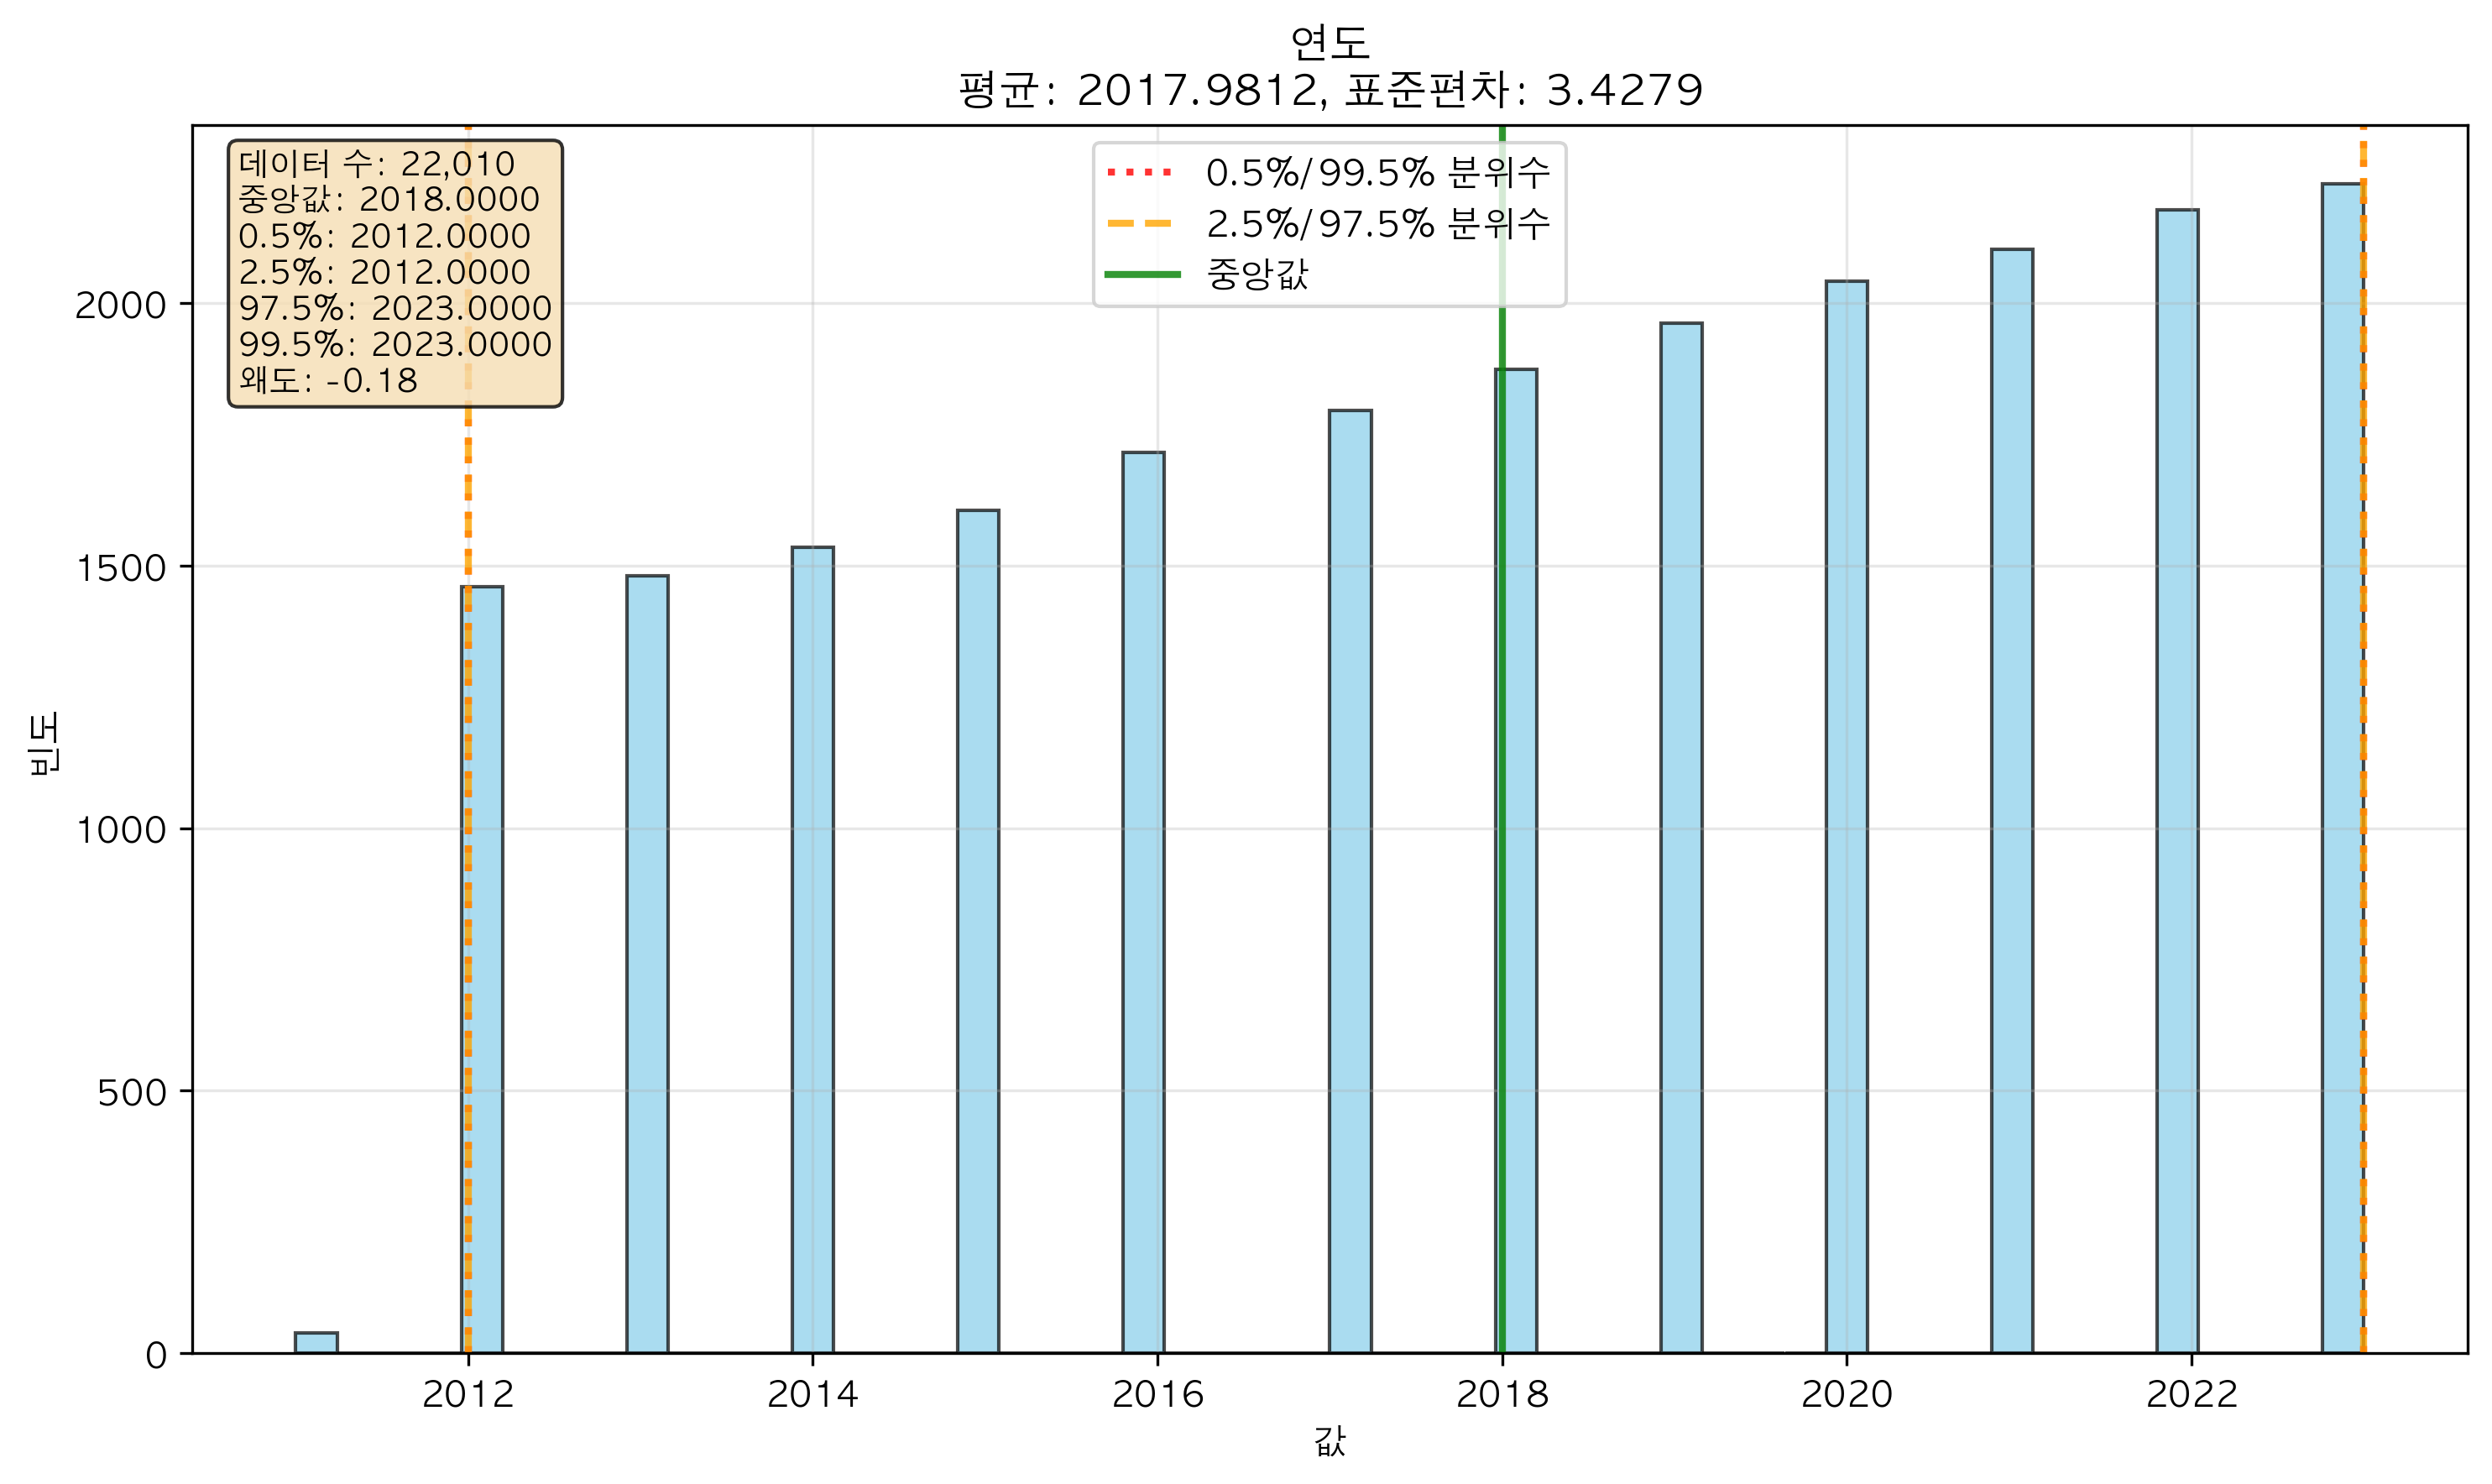 연도
평균: 2017.9812, 표준편차: 3.4279
데이터 수: 22,010
중앙값: 2018.0000
0.5%: 2012.0000
2.5%: 2012.0000
97.5%: 2023.0000
99.5%: 2023.0000
왜도: -0.18
0.5%/99.5% 분위수
2.5%/97.5% 분위수
중앙값
빈도
2000
1500
1000
500
0
2012 2014 2016 2018 2020 2022
값